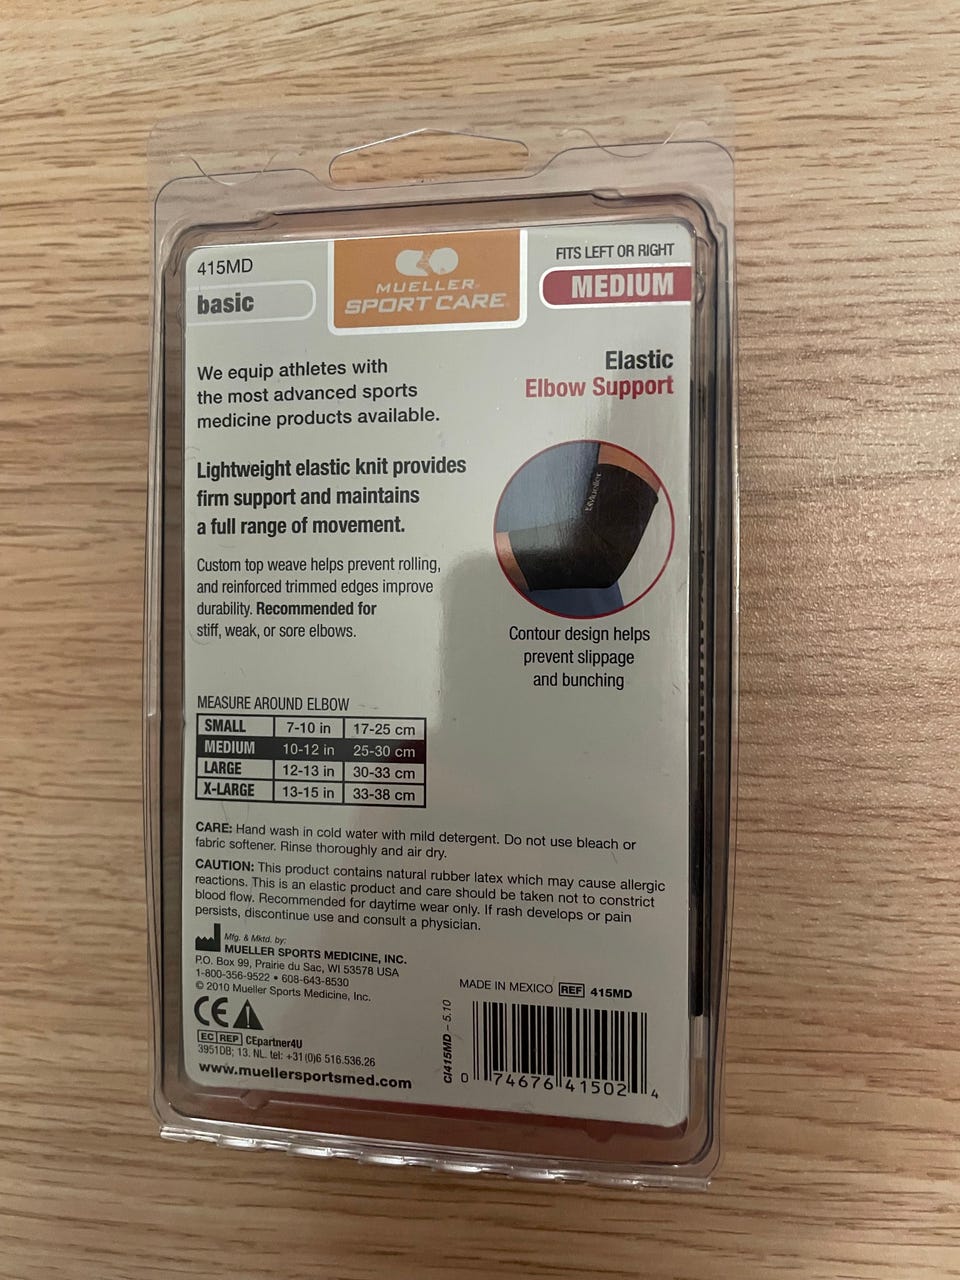 415MD
basic
MUELLER
SPORT CARE
FITS LEFT OR RIGHT
MEDIUM
We equip athletes with
the most advanced sports
medicine products available.
Elastic
Elbow Support
Lightweight elastic knit provides
firm support and maintains
a full range of movement.
Mueller
Custom top weave helps prevent rolling,
and reinforced trimmed edges improve
durability. Recommended for
stiff, weak, or sore elbows.
Contour design helps
prevent slippage
and bunching
MEASURE AROUND ELBOW
SMALL 7-10 in 17-25 cm
MEDIUM 10-12 in 25-30 cm
LARGE 12-13 in 30-33 cm
X-LARGE 13-15 in 33-38 cm
CARE: Hand wash in cold water with mild detergent. Do not use bleach or
fabric softener. Rinse thoroughly and air dry.
CAUTION: This product contains natural rubber latex which may cause allergic
reactions. This is an elastic product and care should be taken not to constrict
blood flow. Recommended for daytime wear only. If rash develops or pain
persists, discontinue use and consult a physician.
Mfg. & Mktd. by:
MUELLER SPORTS MEDICINE, INC.
P.O. Box 99, Prairie du Sac, WI 53578 USA
1-800-356-9522 • 608-643-8530
© 2010 Mueller Sports Medicine, Inc.
CE
EC REP CEpartner4U
3951DB; 13. NL. tel: +31(0)6 516.536.26
www.muellersportsmed.com
MADE IN MEXICO REF 415MD
CI415MD – 5.10
0 74676 41502 4